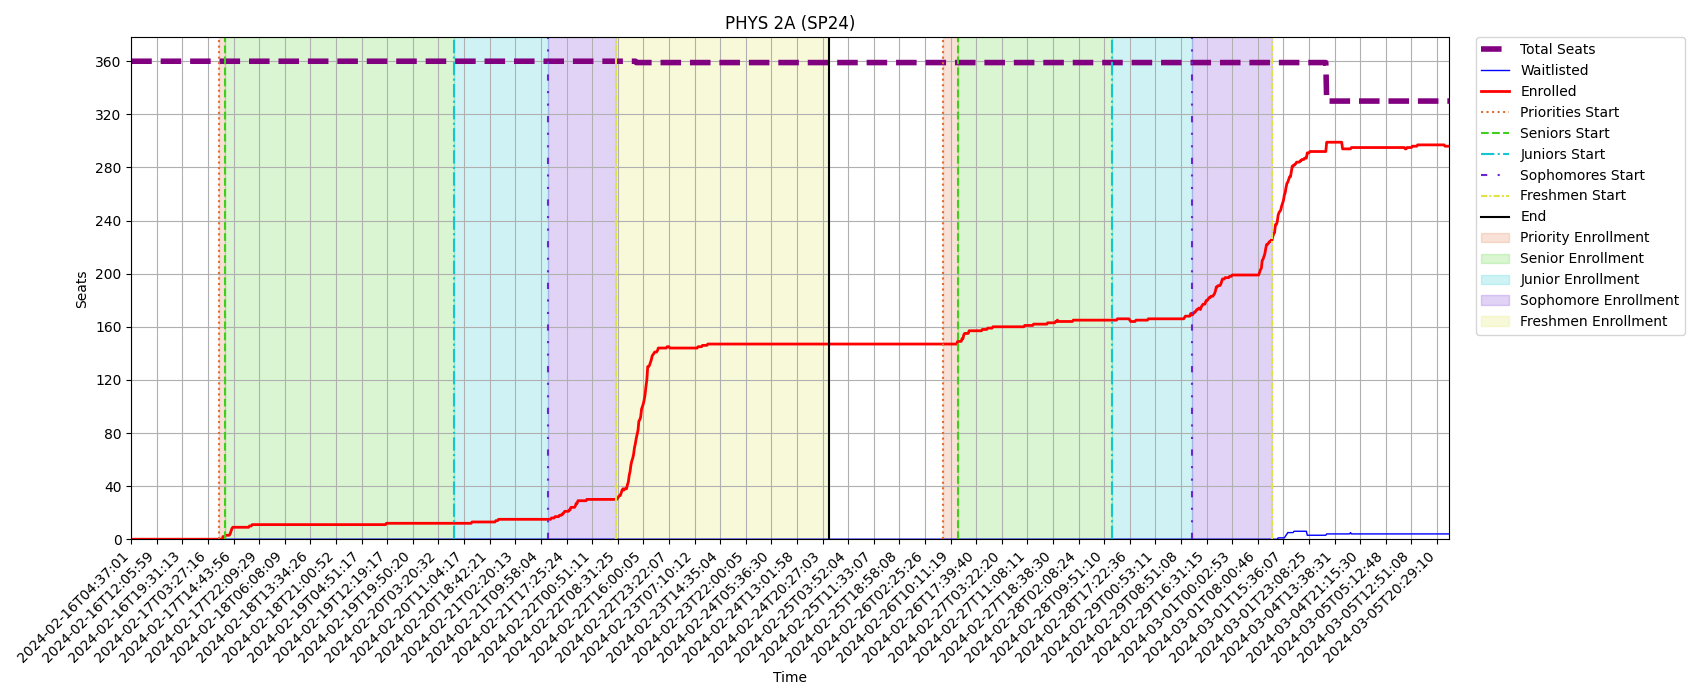 PHYS 2A (SP24)
Seats
360
320
280
240
200
160
120
80
40
0
2024-02-16T04:37:01
2024-02-16T12:05:59
2024-02-16T19:31:13
2024-02-17T03:27:16
2024-02-17T14:43:56
2024-02-17T22:09:29
2024-02-18T06:08:09
2024-02-18T13:34:26
2024-02-18T21:00:52
2024-02-19T04:51:17
2024-02-19T12:19:17
2024-02-19T19:50:20
2024-02-20T03:20:32
2024-02-20T11:04:17
2024-02-20T18:42:21
2024-02-21T02:20:13
2024-02-21T09:58:04
2024-02-21T17:25:24
2024-02-22T00:51:11
2024-02-22T08:31:25
2024-02-22T16:00:05
2024-02-22T23:22:07
2024-02-23T07:10:12
2024-02-23T14:35:04
2024-02-23T22:00:05
2024-02-24T05:36:30
2024-02-24T13:01:58
2024-02-24T20:27:03
2024-02-25T03:52:04
2024-02-25T11:33:07
2024-02-25T18:58:08
2024-02-26T02:25:26
2024-02-26T10:11:19
2024-02-26T17:39:40
2024-02-27T03:22:20
2024-02-27T11:08:11
2024-02-27T18:38:30
2024-02-28T02:08:24
2024-02-28T09:51:10
2024-02-28T17:22:36
2024-02-29T00:53:11
2024-02-29T08:51:08
2024-02-29T16:31:15
2024-03-01T00:02:53
2024-03-01T08:00:46
2024-03-01T15:36:07
2024-03-01T23:08:25
2024-03-04T13:38:31
2024-03-04T21:15:30
2024-03-05T05:12:48
2024-03-05T12:51:08
2024-03-05T20:29:10
Time
Total Seats
Waitlisted
Enrolled
Priorities Start
Seniors Start
Juniors Start
Sophomores Start
Freshmen Start
End
Priority Enrollment
Senior Enrollment
Junior Enrollment
Sophomore Enrollment
Freshmen Enrollment